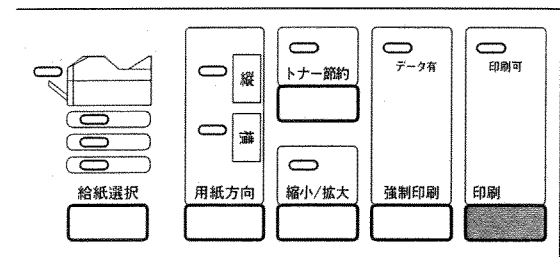 縦
横
トナー節約
データ有
印刷可
給紙選択
用紙方向
縮小/拡大
強制印刷
印刷